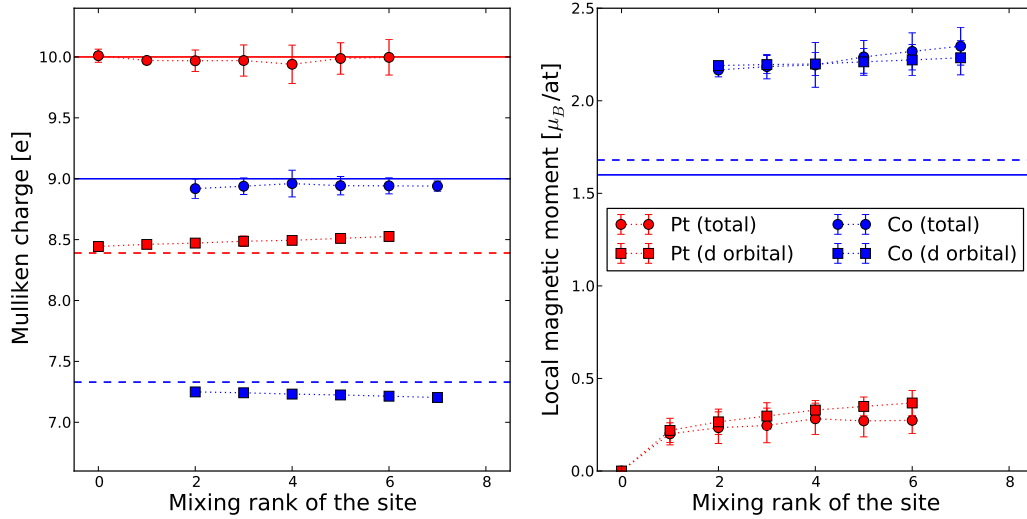 10.0
9.5
9.0
8.5
8.0
7.5
7.0
Mulliken charge [e]
0 2 4 6 8
Mixing rank of the site
2.5
2.0
1.5
1.0
0.5
0.0
Local magnetic moment [μ_B/at]
Pt (total) Co (total)
Pt (d orbital) Co (d orbital)
0 2 4 6 8
Mixing rank of the site